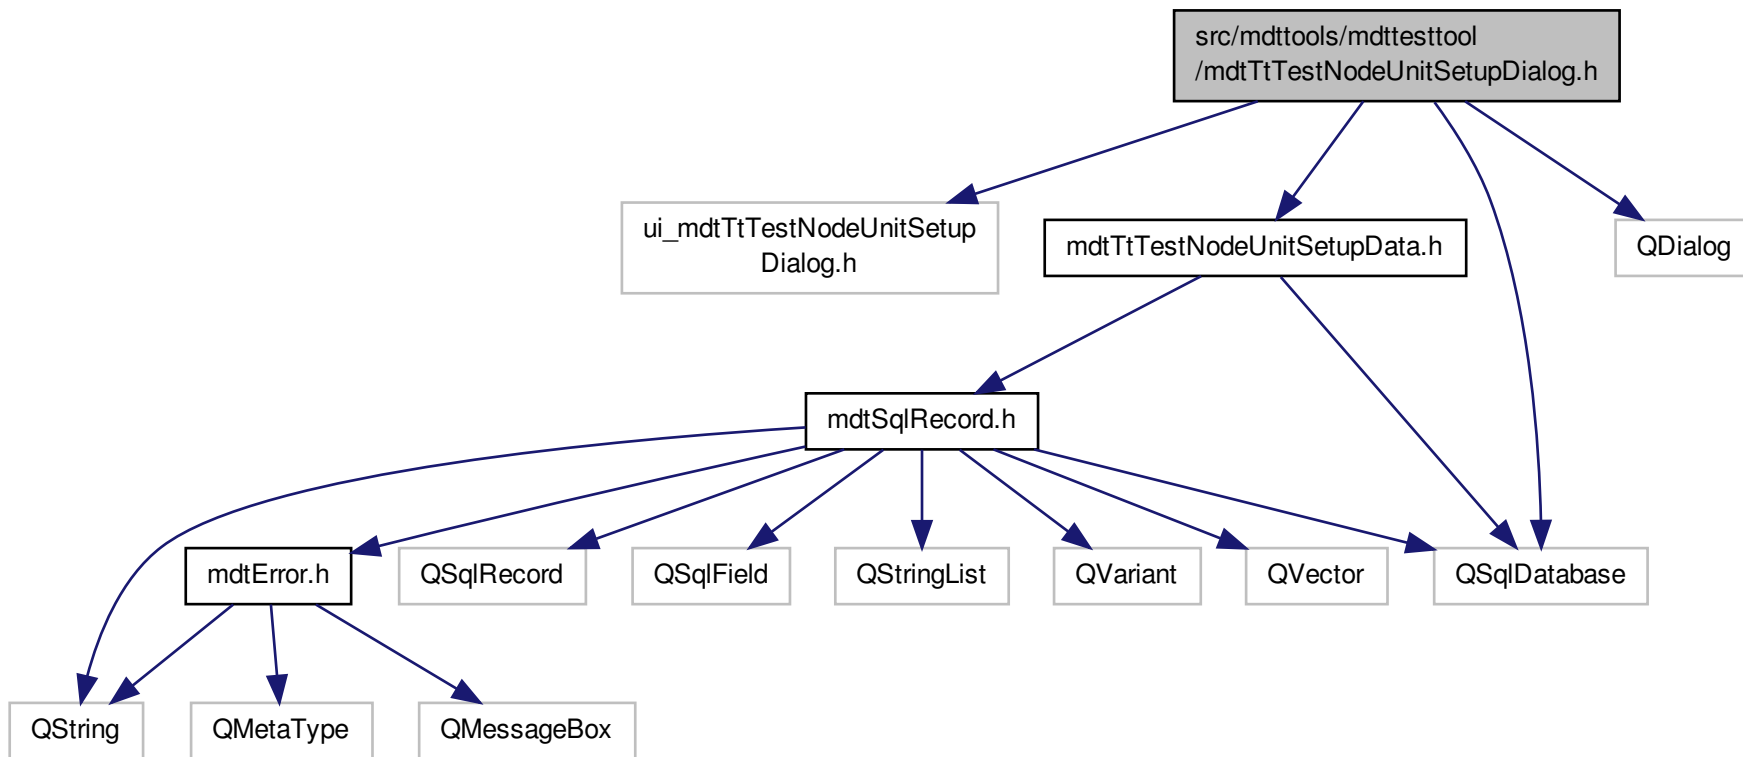 src/mdttools/mdttesttool
/mdtTtTestNodeUnitSetupDialog.h
ui_mdtTtTestNodeUnitSetup
Dialog.h
mdtTtTestNodeUnitSetupData.h
QDialog
mdtSqlRecord.h
mdtError.h
QSqlRecord
QSqlField
QStringList
QVariant
QVector
QSqlDatabase
QString
QMetaType
QMessageBox